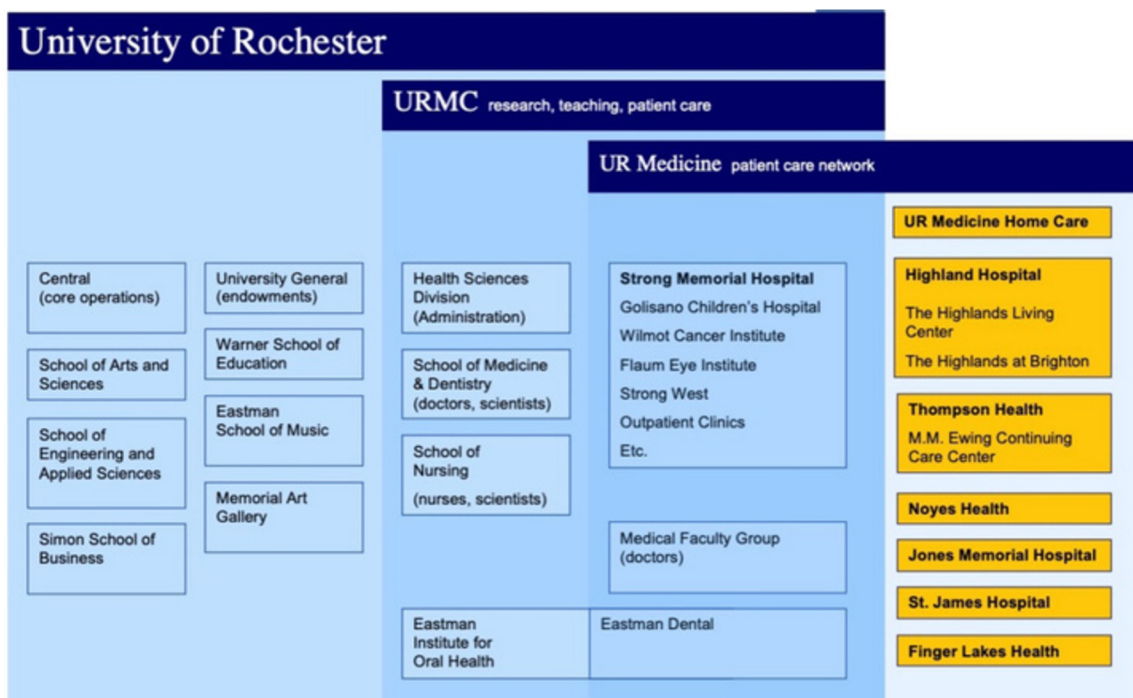 University of Rochester
URMC research, teaching, patient care
UR Medicine patient care network
Central
(core operations)
School of Arts and
Sciences
School of
Engineering and
Applied Sciences
Simon School of
Business
University General
(endowments)
Warner School of
Education
Eastman
School of Music
Memorial Art
Gallery
Health Sciences
Division
(Administration)
School of Medicine
& Dentistry
(doctors, scientists)
School of
Nursing
(nurses, scientists)
Eastman
Institute for
Oral Health
Strong Memorial Hospital
Golisano Children's Hospital
Wilmot Cancer Institute
Flaum Eye Institute
Strong West
Outpatient Clinics
Etc.
Medical Faculty Group
(doctors)
Eastman Dental
UR Medicine Home Care
Highland Hospital
The Highlands Living
Center
The Highlands at Brighton
Thompson Health
M.M. Ewing Continuing
Care Center
Noyes Health
Jones Memorial Hospital
St. James Hospital
Finger Lakes Health